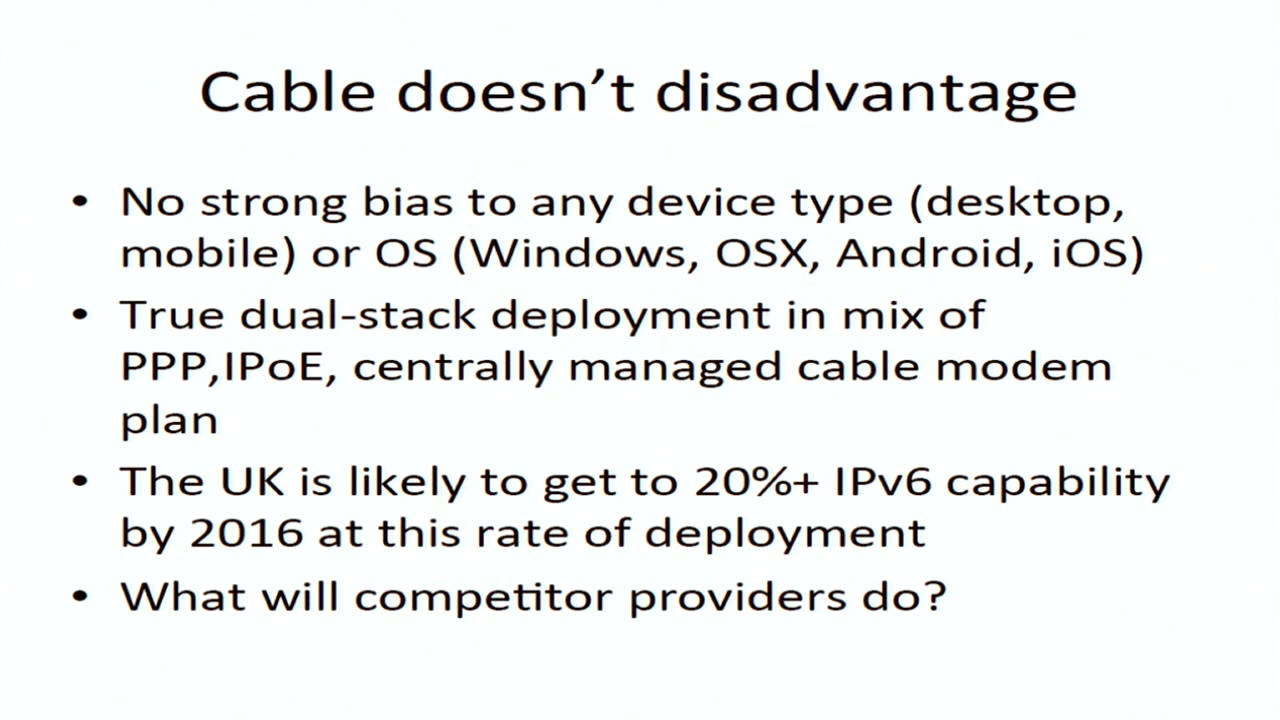 Cable doesn’t disadvantage
• No strong bias to any device type (desktop,
mobile) or OS (Windows, OSX, Android, iOS)
• True dual-stack deployment in mix of
PPP,IPoE, centrally managed cable modem
plan
• The UK is likely to get to 20%+ IPv6 capability
by 2016 at this rate of deployment
• What will competitor providers do?